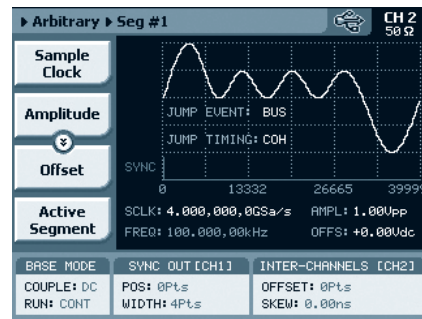 ▶ Arbitrary ▶ Seg #1
CH 2
50 Ω
Sample
Clock
Amplitude
Offset
Active
Segment
JUMP EVENT: BUS
JUMP TIMING: COH
SYNC
0 13332 26665 39999
SCLK: 4.000,000,0GSa/s AMPL: 1.00Vpp
FREQ: 100.000,00kHz OFFS: +0.00Vdc
BASE MODE SYNC OUT [CH1] INTER-CHANNELS [CH2]
COUPLE: DC POS: 0Pts OFFSET: 0Pts
RUN: CONT WIDTH: 4Pts SKEW: 0.00ns